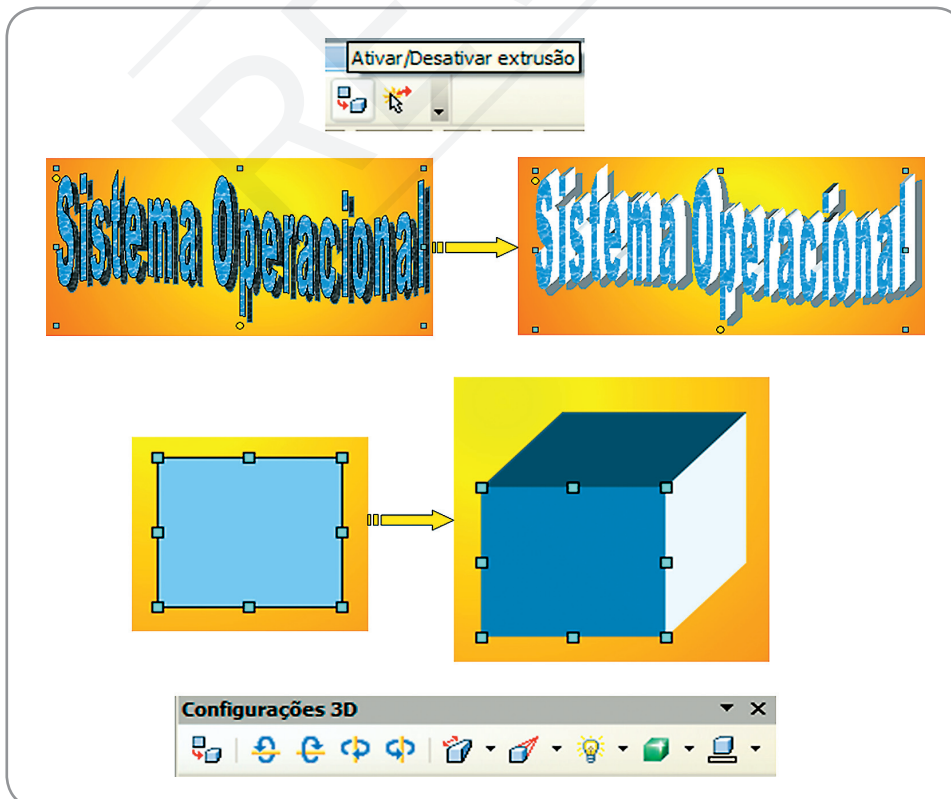 Ativar/Desativar extrusão
Sistema Operacional
Sistema Operacional
Configurações 3D